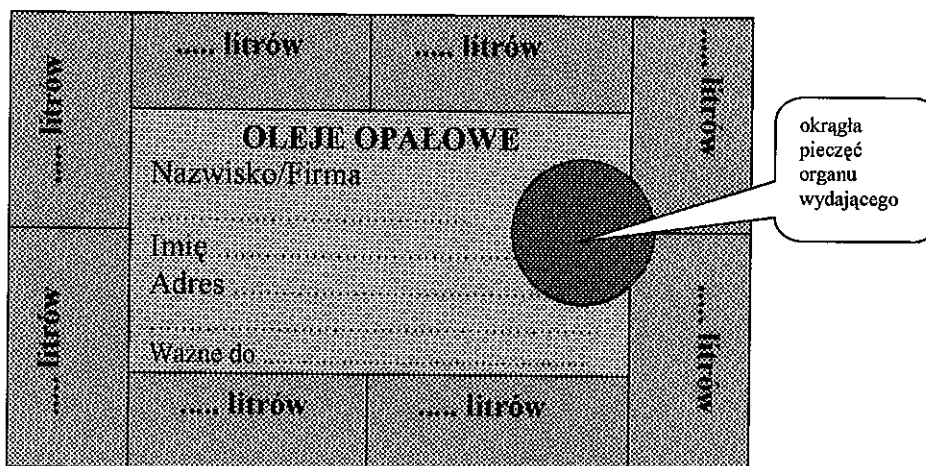 ..... litrów
..... litrów
..... litrów
..... litrów
OLEJE OPAŁOWE
Nazwisko/Firma
Imię
Adres
Ważne do
..... litrów
..... litrów
..... litrów
..... litrów
okrągła
pieczęć
organu
wydającego